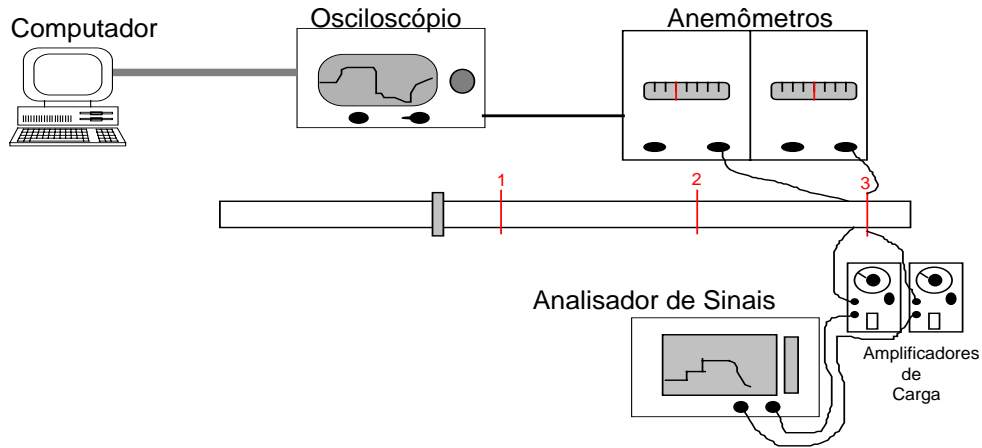 Computador
Osciloscópio
Anemômetros
1
2
3
Analisador de Sinais
Amplificadores
de
Carga